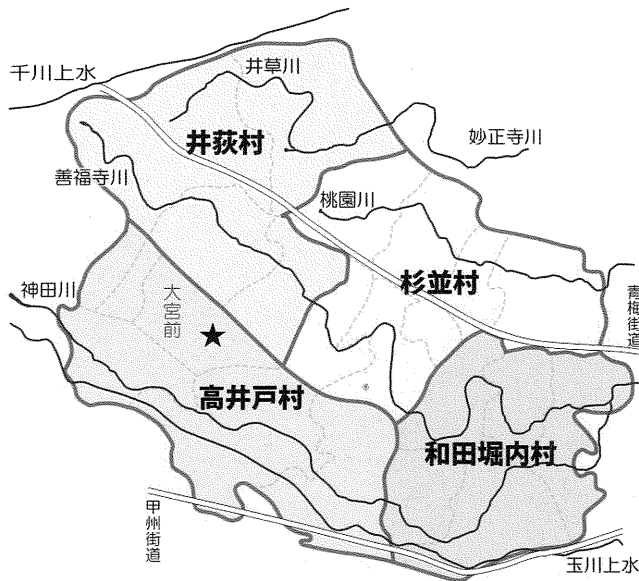 千川上水
井草川
井荻村
妙正寺川
善福寺川
桃園川
神田川
大宮前
杉並村
青梅街道
高井戸村
和田堀内村
甲州街道
玉川上水